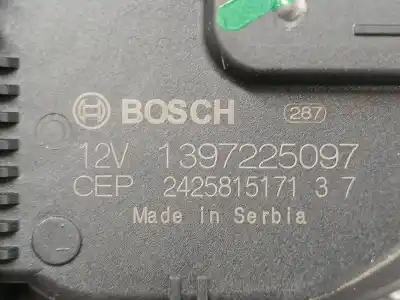 BOSCH 287
12V 1397225097
CEP 2425815171 3 7
Made in Serbia